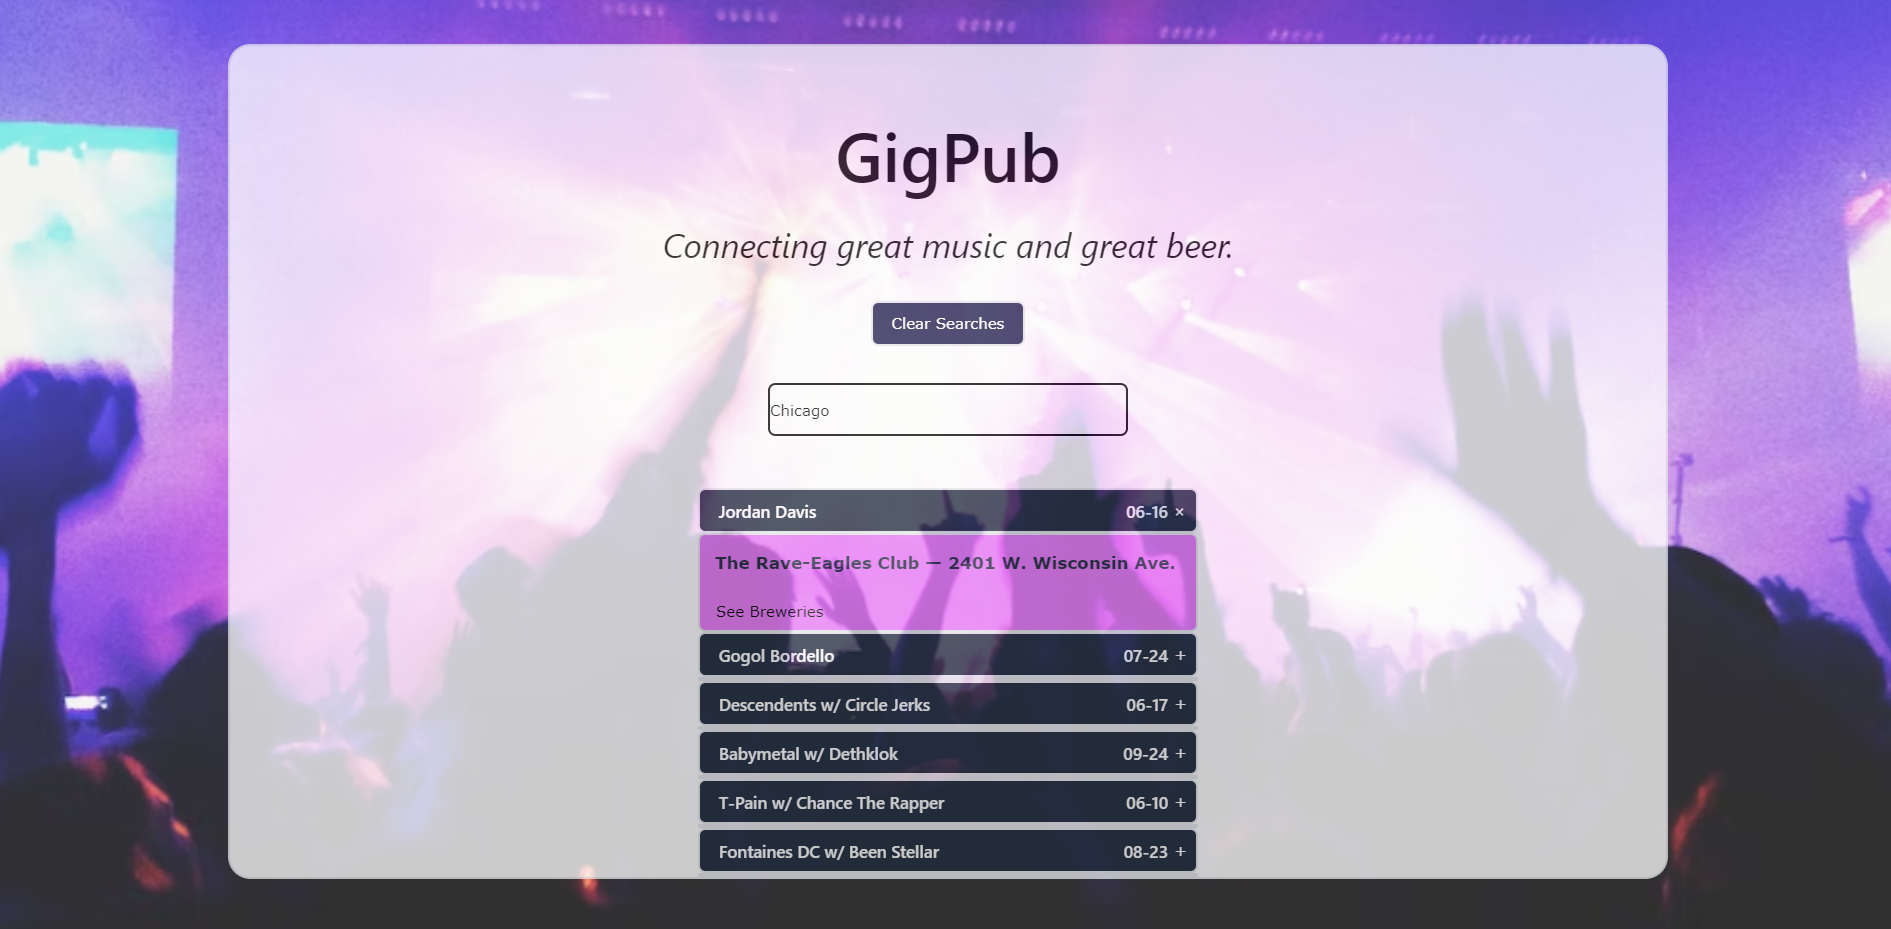 GigPub
Connecting great music and great beer.
Clear Searches
Chicago
Jordan Davis 06-16 ×
The Rave-Eagles Club — 2401 W. Wisconsin Ave.
See Breweries
Gogol Bordello 07-24 +
Descendents w/ Circle Jerks 06-17 +
Babymetal w/ Dethklok 09-24 +
T-Pain w/ Chance The Rapper 06-10 +
Fontaines DC w/ Been Stellar 08-23 +